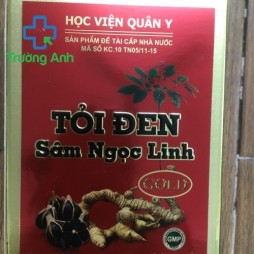 HỌC VIỆN QUÂN Y
Trường Anh
SẢN PHẨM ĐỀ TÀI CẤP NHÀ NƯỚC
MÃ SỐ KC.10 TN05/11-15
TỎI ĐEN
Sâm Ngọc Linh
GOLD
GMP